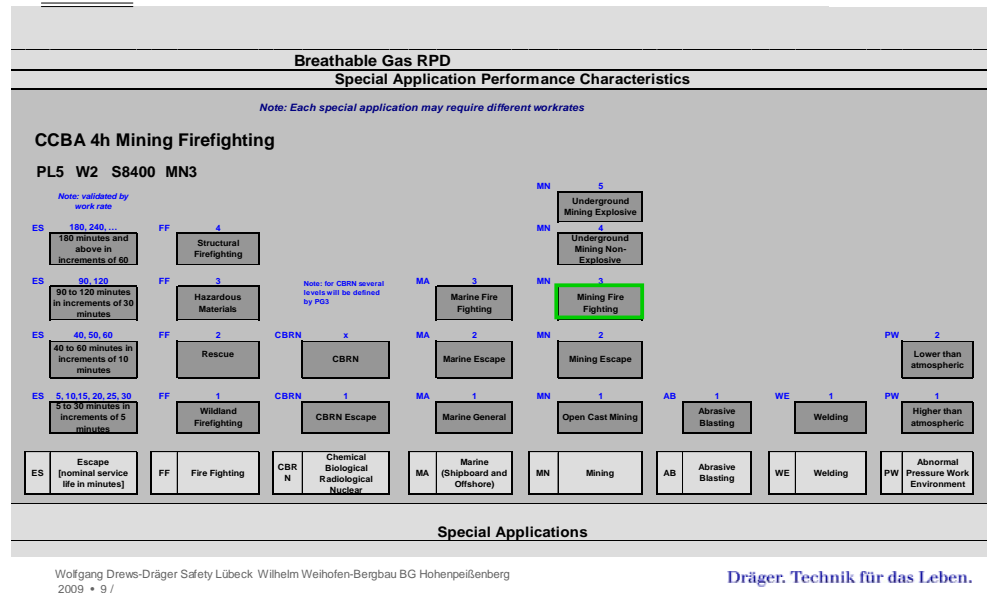 Breathable Gas RPD
Special Application Performance Characteristics
Note: Each special application may require different workrates
CCBA 4h Mining Firefighting
PL5 W2 S8400 MN3
Note: validated by
work rate
MN 5
Underground
Mining Explosive
ES 180, 240, ...
180 minutes and
above in
increments of 60
FF 4
Structural
Firefighting
MN 4
Underground
Mining Non-
Explosive
ES 90, 120
90 to 120 minutes
in increments of 30
minutes
FF 3
Hazardous
Materials
Note: for CBRN several
levels will be defined
by PG3
MA 3
Marine Fire
Fighting
MN 3
Mining Fire
Fighting
ES 40, 50, 60
40 to 60 minutes in
increments of 10
minutes
FF 2
Rescue
CBRN x
CBRN
MA 2
Marine Escape
MN 2
Mining Escape
PW 2
Lower than
atmospheric
ES 5, 10,15, 20, 25, 30
5 to 30 minutes in
increments of 5
minutes
FF 1
Wildland
Firefighting
CBRN 1
CBRN Escape
MA 1
Marine General
MN 1
Open Cast Mining
AB 1
Abrasive
Blasting
WE 1
Welding
PW 1
Higher than
atmospheric
ES
Escape
[nominal service
life in minutes]
FF
Fire Fighting
CBR
N
Chemical
Biological
Radiological
Nuclear
MA
Marine
(Shipboard and
Offshore)
MN
Mining
AB
Abrasive
Blasting
WE
Welding
PW
Abnormal
Pressure Work
Environment
Special Applications
Wolfgang Drews-Dräger Safety Lübeck Wilhelm Weihofen-Bergbau BG Hohenpeißenberg
2009 • 9 /
Dräger. Technik für das Leben.